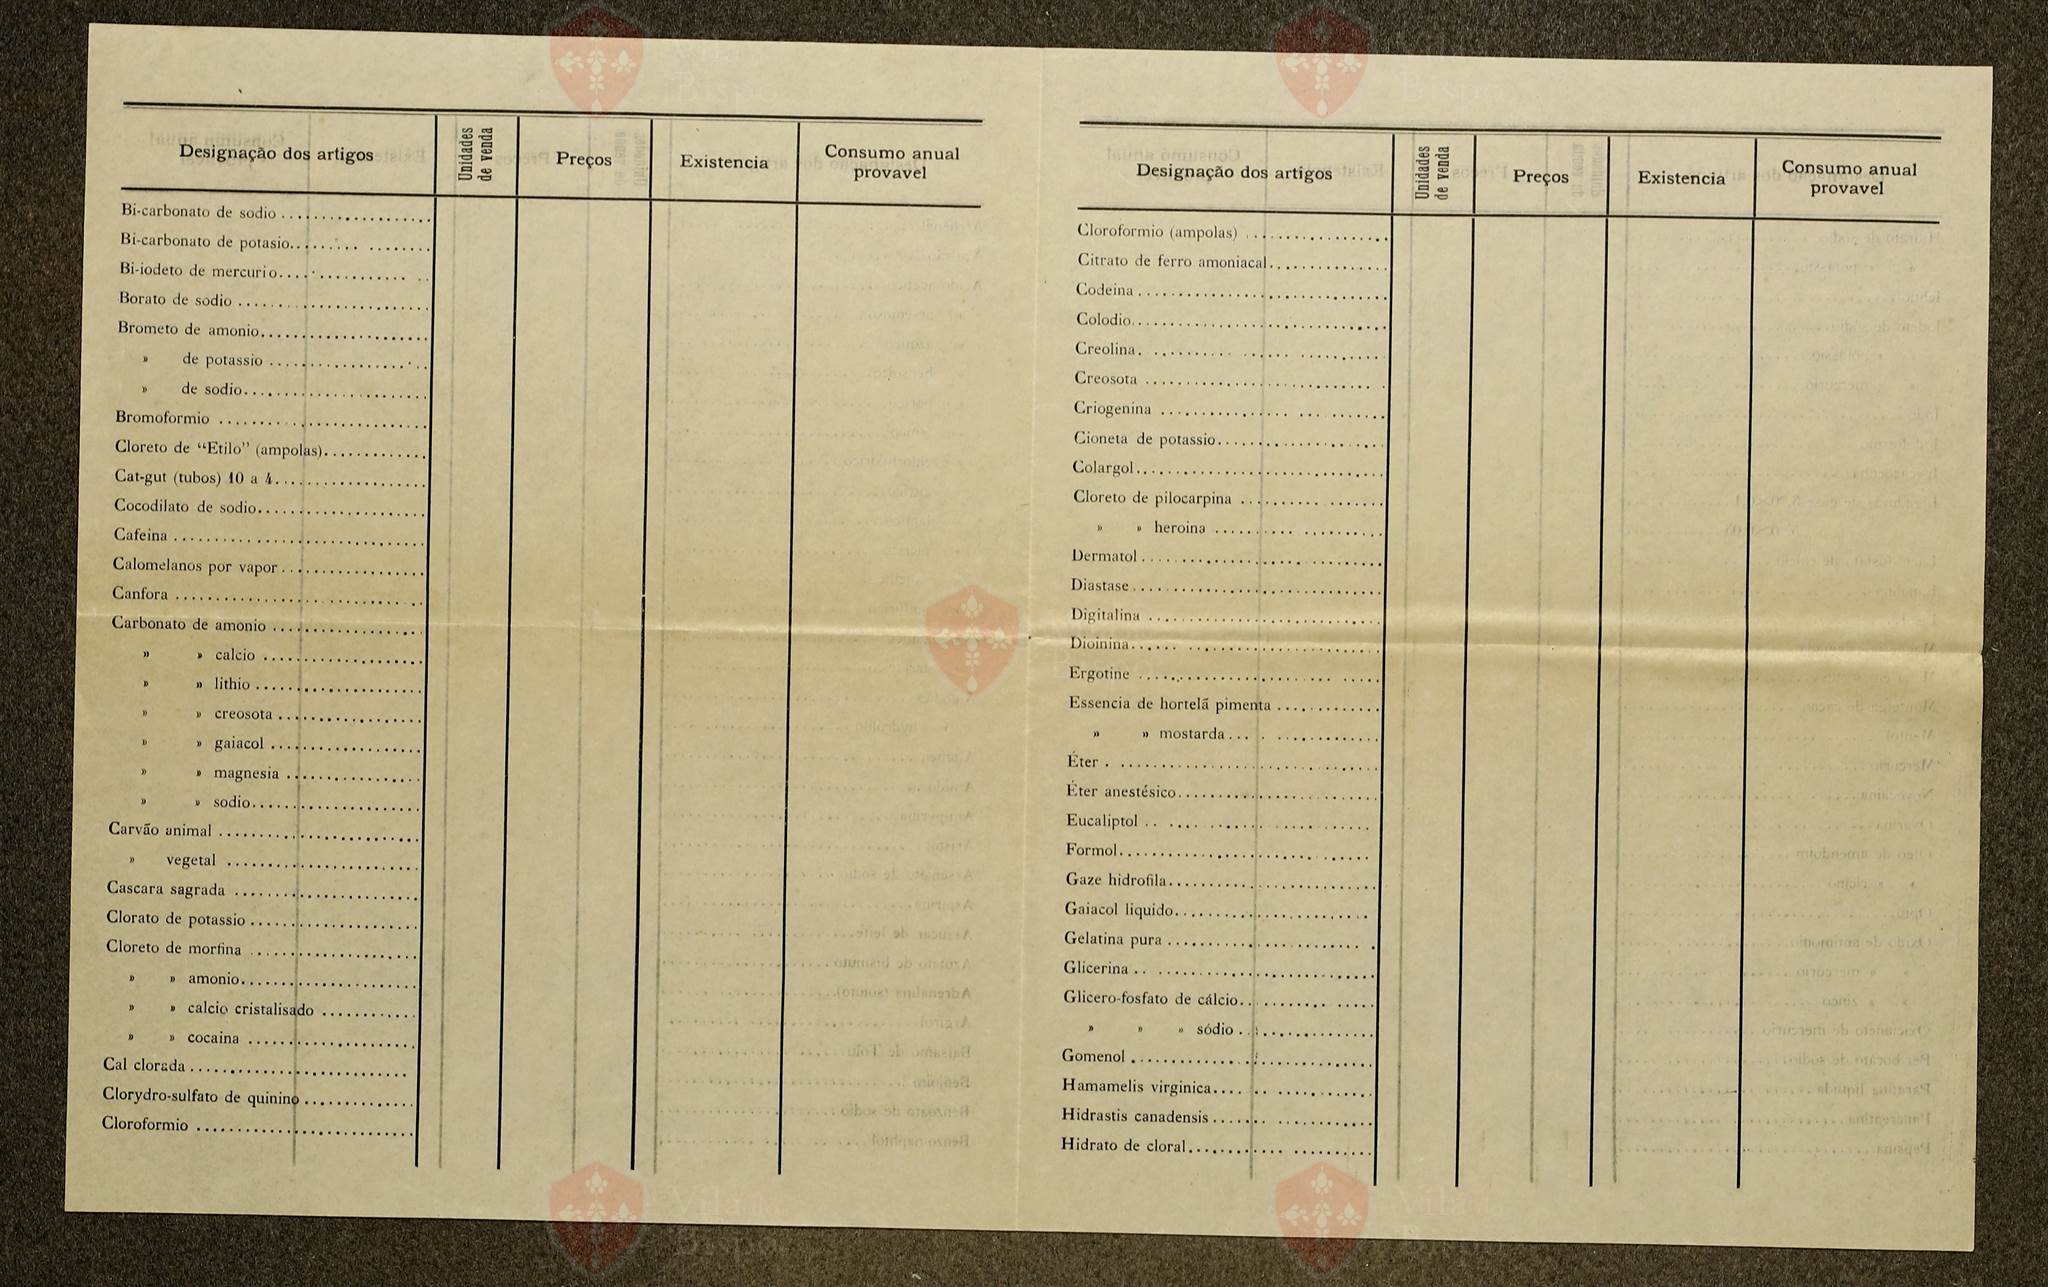 Designação dos artigos
Unidades de venda
Preços
Existencia
Consumo anual provavel
Bi-carbonato de sodio
Bi-carbonato de potasio
Bi-iodeto de mercurio
Borato de sodio
Brometo de amonio
» de potassio
» de sodio
Bromoformio
Cloreto de “Etilo” (ampolas)
Cat-gut (tubos) 10 a 4
Cocodilato de sodio
Cafeina
Calomelanos por vapor
Canfora
Carbonato de amonio
» » calcio
» » lithio
» » creosota
» » gaiacol
» » magnesia
» » sodio
Carvão animal
» vegetal
Cascara sagrada
Clorato de potassio
Cloreto de morfina
» » amonio
» » calcio cristalisado
» » cocaina
Cal clorada
Clorydro-sulfato de quinino
Cloroformio
Designação dos artigos
Unidades de venda
Preços
Existencia
Consumo anual provavel
Cloroformio (ampolas)
Citrato de ferro amoniacal
Codeina
Colodio
Creolina
Creosota
Criogenina
Cioneta de potassio
Colargol
Cloreto de pilocarpina
» » heroina
Dermatol
Diastase
Digitalina
Dioinina
Ergotine
Essencia de hortelã pimenta
» » mostarda
Éter
Éter anestésico
Eucaliptol
Formol
Gaze hidrofila
Gaiacol liquido
Gelatina pura
Glicerina
Glicero-fosfato de cálcio
» » » sódio
Gomenol
Hamamelis virginica
Hidrastis canadensis
Hidrato de cloral
Vila do Bispo
Vila do Bispo